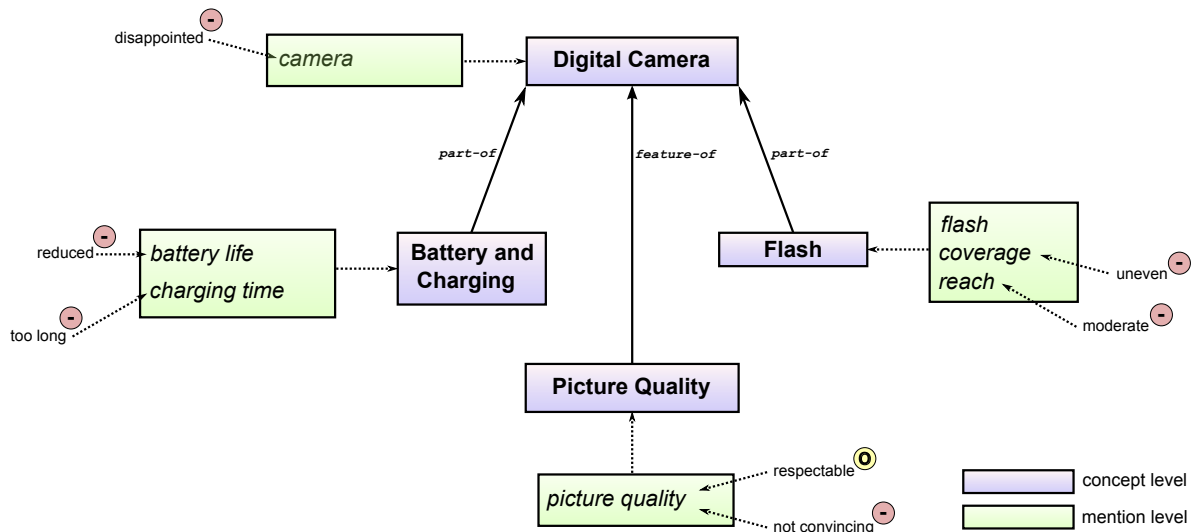 disappointed
-
camera
Digital Camera
part-of
feature-of
part-of
reduced
-
battery life
charging time
too long
-
Battery and
Charging
Flash
flash
coverage
reach
uneven
-
moderate
-
Picture Quality
picture quality
respectable
O
not convincing
-
concept level
mention level